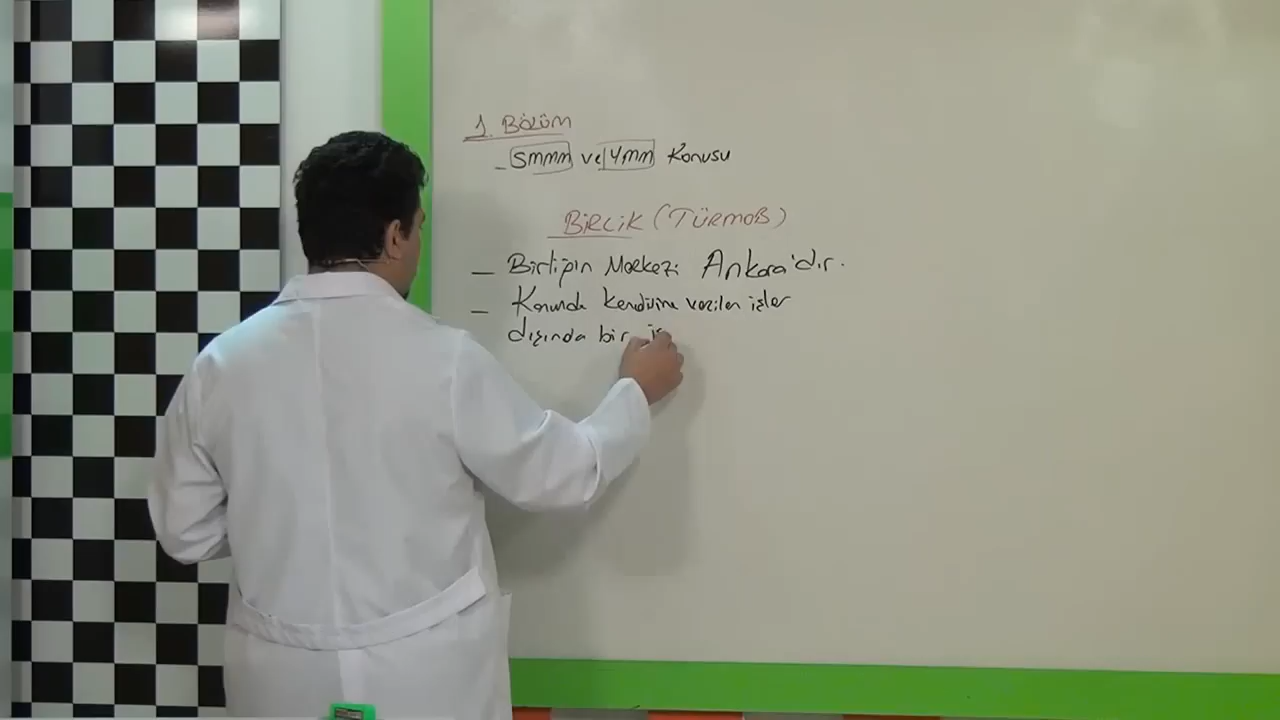 1. BÖLÜM
- SMMM ve YMM Konusu
BİRLİK (TÜRMOB)
- Birliğin Merkezi Ankara'dır.
- Kanunda kendisine verilen işler
dışında bir iş